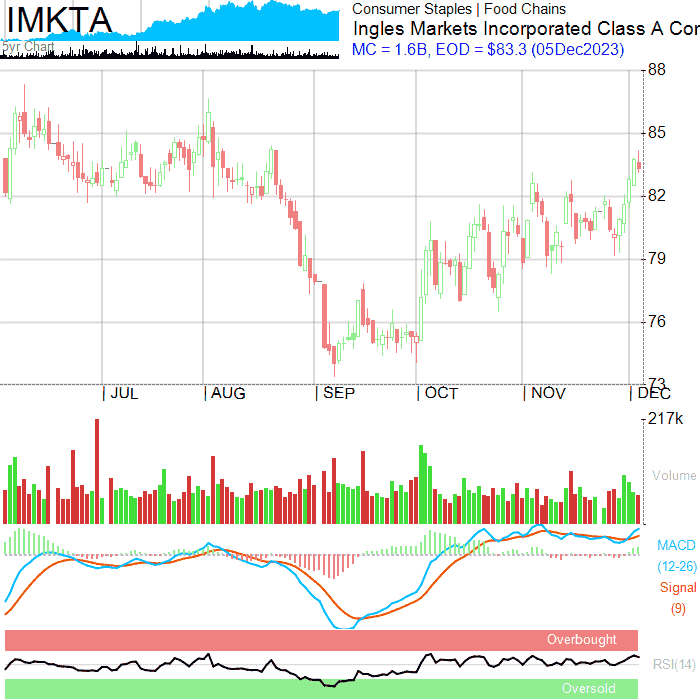 IMKTA
5yr Chart
Consumer Staples | Food Chains
Ingles Markets Incorporated Class A Cor
MC = 1.6B, EOD = $83.3 (05Dec2023)
88
85
82
79
76
73
JUL AUG SEP OCT NOV DEC
217k
Volume
MACD
(12-26)
Signal
(9)
Overbought
RSI(14)
Oversold